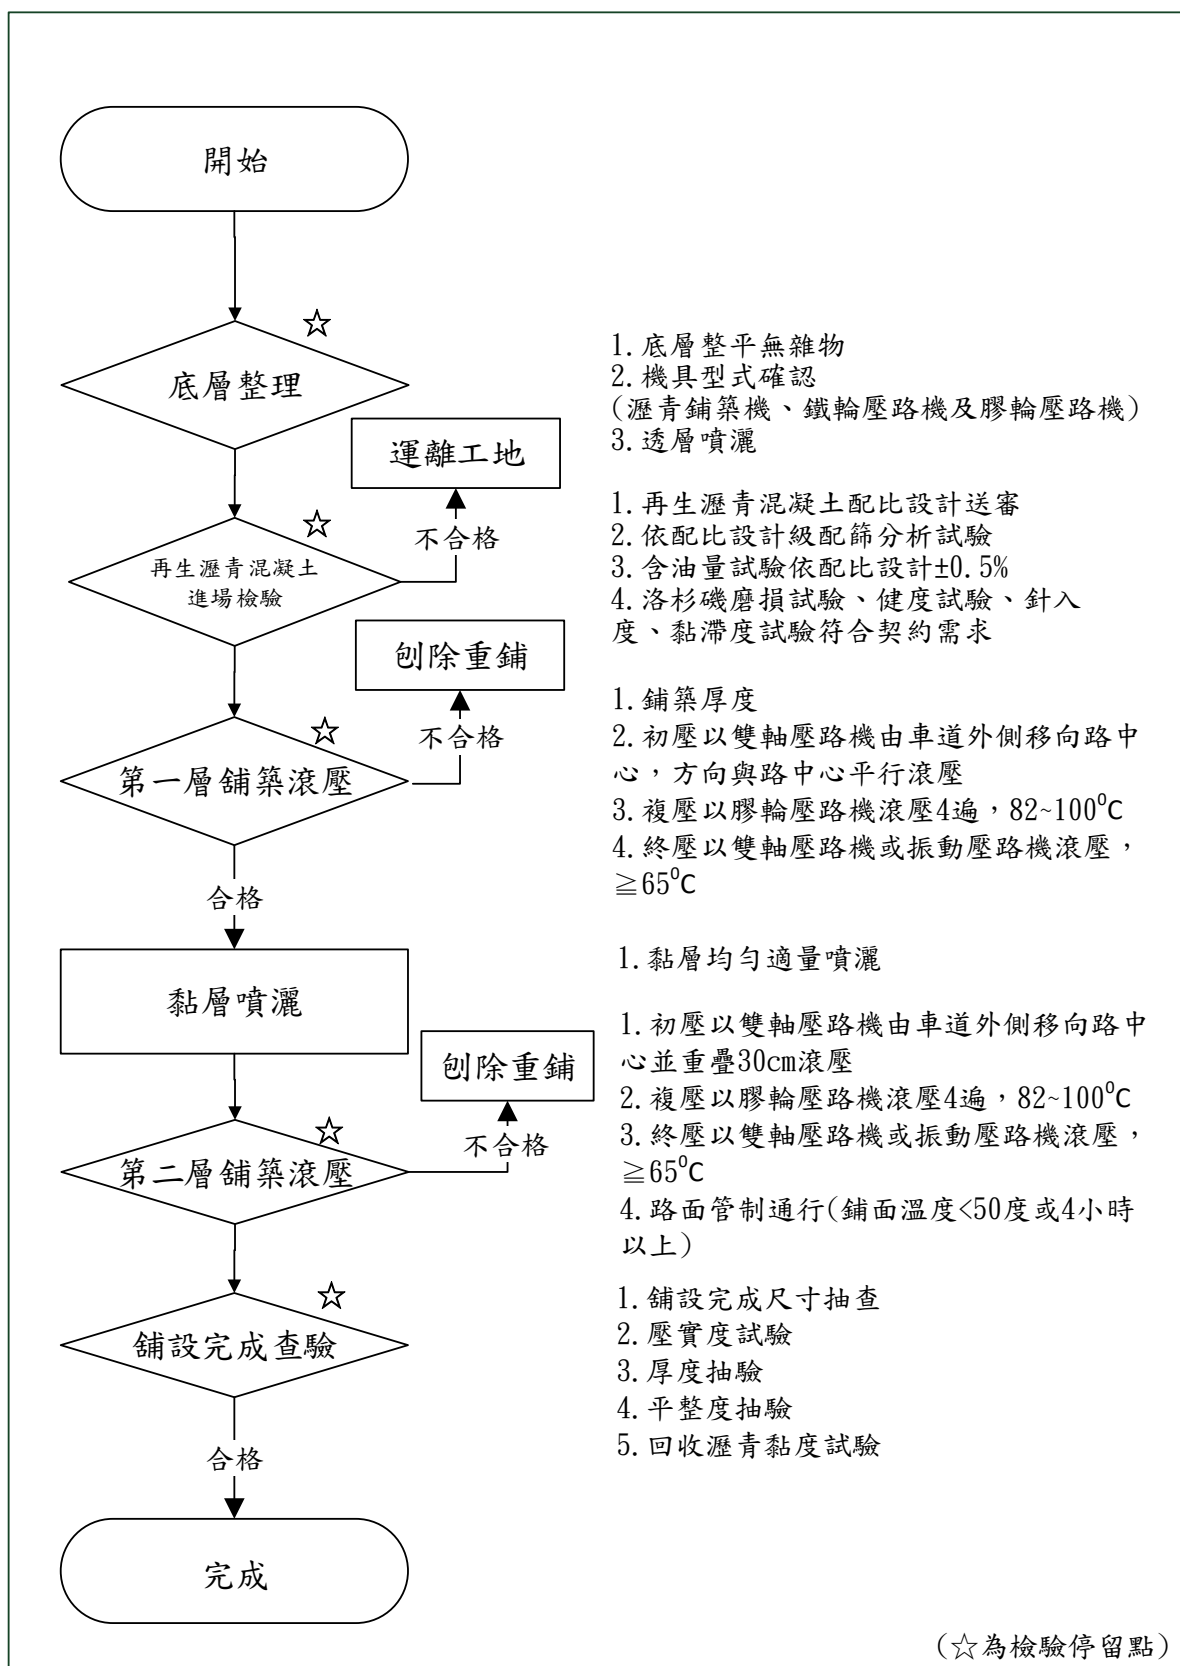 開始
☆
底層整理
1.底層整平無雜物
2.機具型式確認
(瀝青鋪築機、鐵輪壓路機及膠輪壓路機)
3.透層噴灑
運離工地
不合格
☆
再生瀝青混凝土
進場檢驗
1.再生瀝青混凝土配比設計送審
2.依配比設計級配篩分析試驗
3.含油量試驗依配比設計±0.5%
4.洛杉磯磨損試驗、健度試驗、針入
度、黏滯度試驗符合契約需求
刨除重鋪
不合格
☆
第一層舖築滾壓
1.鋪築厚度
2.初壓以雙軸壓路機由車道外側移向路中
心，方向與路中心平行滾壓
3.複壓以膠輪壓路機滾壓4遍，82~100⁰C
4.終壓以雙軸壓路機或振動壓路機滾壓，
≧65⁰C
合格
黏層噴灑
1.黏層均勻適量噴灑
刨除重鋪
不合格
☆
第二層舖築滾壓
1.初壓以雙軸壓路機由車道外側移向路中
心並重疊30cm滾壓
2.複壓以膠輪壓路機滾壓4遍，82~100⁰C
3.終壓以雙軸壓路機或振動壓路機滾壓，
≧65⁰C
4.路面管制通行(鋪面溫度<50度或4小時
以上)
☆
舖設完成查驗
1.舖設完成尺寸抽查
2.壓實度試驗
3.厚度抽驗
4.平整度抽驗
5.回收瀝青黏度試驗
合格
完成
(☆為檢驗停留點)